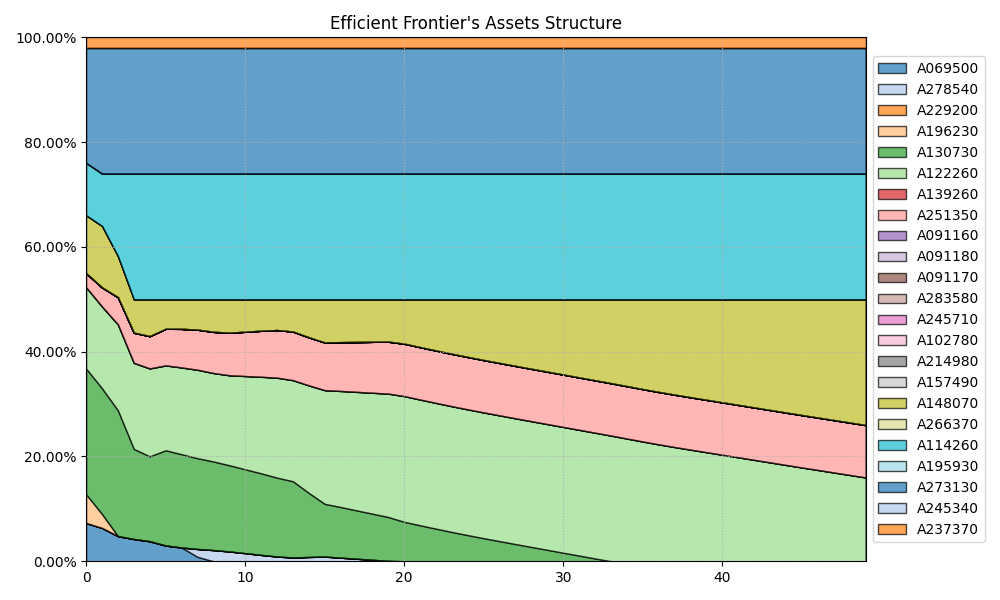 Efficient Frontier's Assets Structure
100.00%
80.00%
60.00%
40.00%
20.00%
0.00%
0
10
20
30
40
A069500
A278540
A229200
A196230
A130730
A122260
A139260
A251350
A091160
A091180
A091170
A283580
A245710
A102780
A214980
A157490
A148070
A266370
A114260
A195930
A273130
A245340
A237370